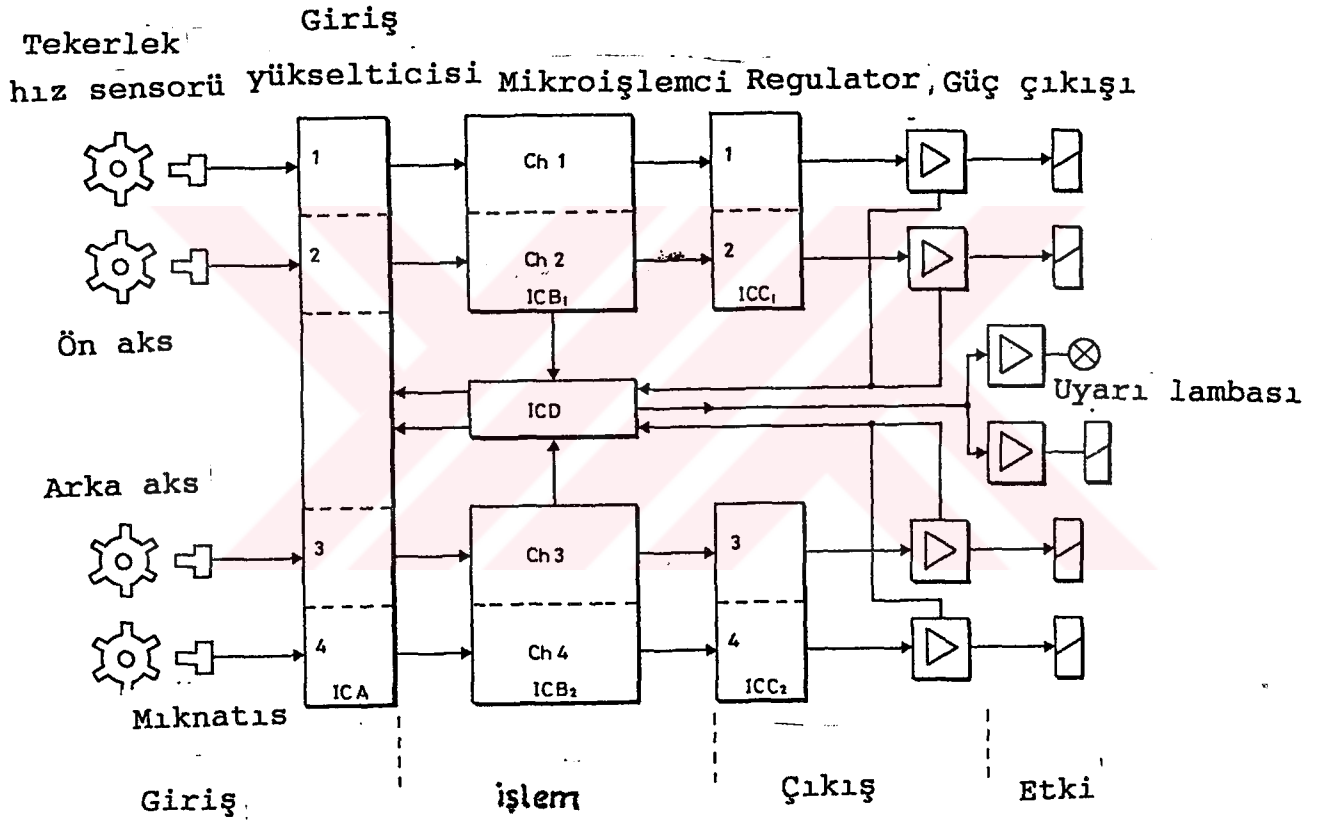 Giriş
Tekerlek
hız sensorü yükselticisi Mikroişlemci Regulator, Güç çıkışı
1 Ch 1 1
2 Ch 2 2
ICB₁ ICC₁
Ön aks
ICD
Uyarı lambası
Arka aks
3 Ch 3 3
4 Ch 4 4
ICA ICB₂ ICC₂
Mıknatıs
Giriş işlem Çıkış Etki